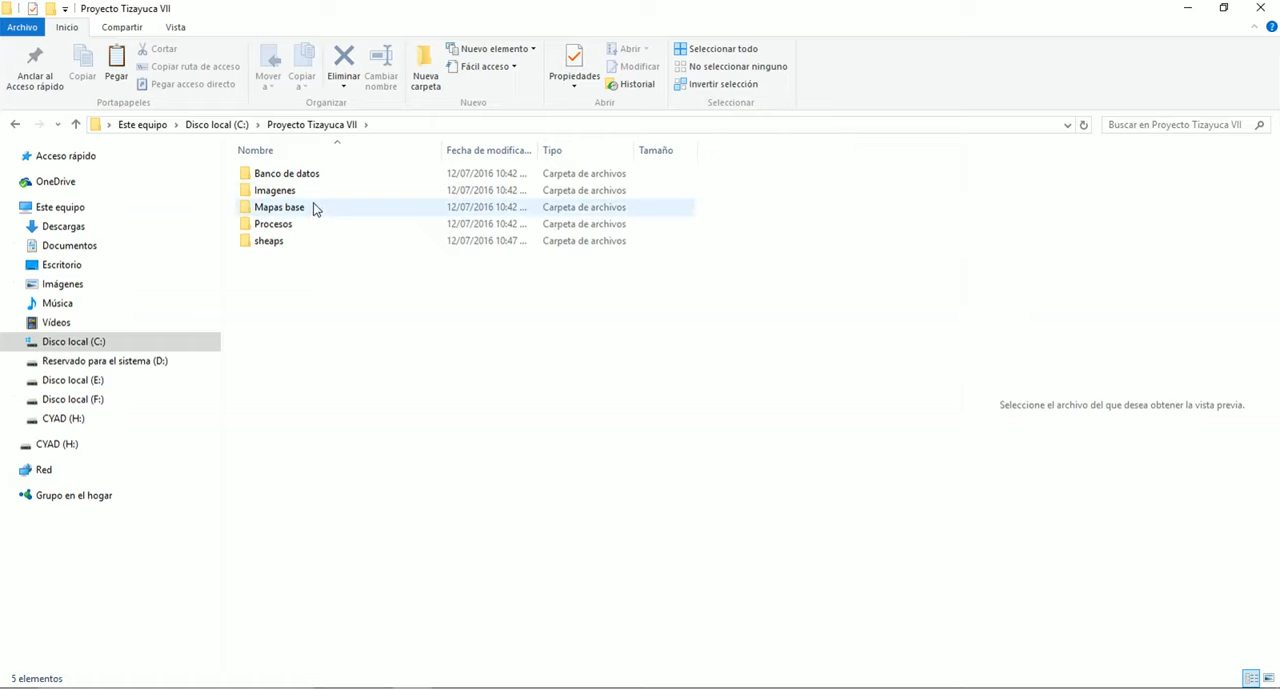 Proyecto Tizayuca VII
Archivo Inicio Compartir Vista
Anclar al Acceso rápido
Copiar
Pegar
Cortar
Copiar ruta de acceso
Pegar acceso directo
Portapapeles
Mover a
Copiar a
Eliminar
Cambiar nombre
Organizar
Nueva carpeta
Nuevo elemento
Fácil acceso
Nuevo
Propiedades
Abrir
Modificar
Historial
Abrir
Seleccionar todo
No seleccionar ninguno
Invertir selección
Seleccionar
Este equipo > Disco local (C:) > Proyecto Tizayuca VII >
Buscar en Proyecto Tizayuca VII
Acceso rápido
OneDrive
Este equipo
Descargas
Documentos
Escritorio
Imágenes
Música
Vídeos
Disco local (C:)
Reservado para el sistema (D:)
Disco local (E:)
Disco local (F:)
CYAD (H:)
CYAD (H:)
Red
Grupo en el hogar
Nombre Fecha de modifica... Tipo Tamaño
Banco de datos 12/07/2016 10:42 ... Carpeta de archivos
Imagenes 12/07/2016 10:42 ... Carpeta de archivos
Mapas base 12/07/2016 10:42 ... Carpeta de archivos
Procesos 12/07/2016 10:42 ... Carpeta de archivos
sheaps 12/07/2016 10:47 ... Carpeta de archivos
Seleccione el archivo del que desea obtener la vista previa.
5 elementos